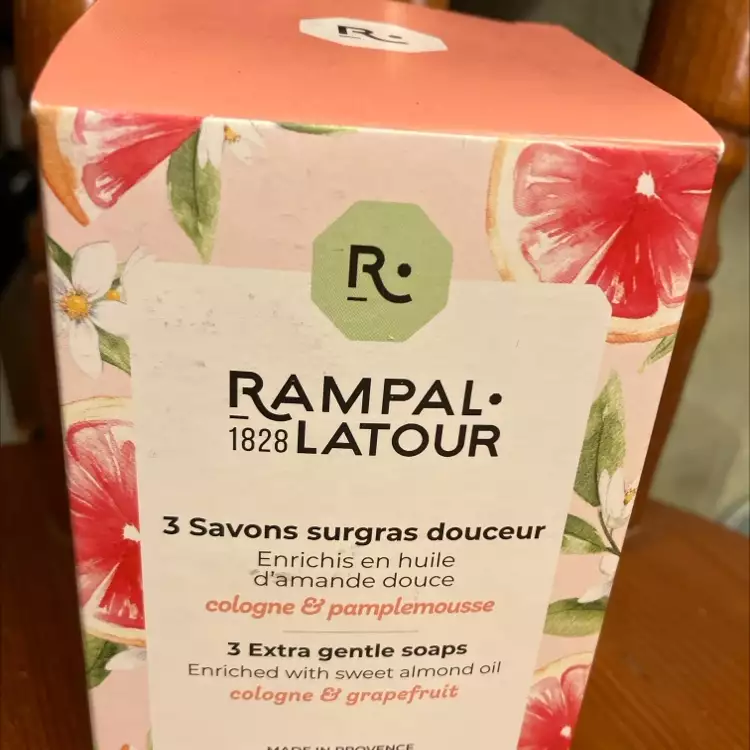 R.
R.
RAMPAL.
1828 LATOUR
3 Savons surgras douceur
Enrichis en huile
d'amande douce
cologne & pamplemousse
3 Extra gentle soaps
Enriched with sweet almond oil
cologne & grapefruit
MADE IN PROVENCE